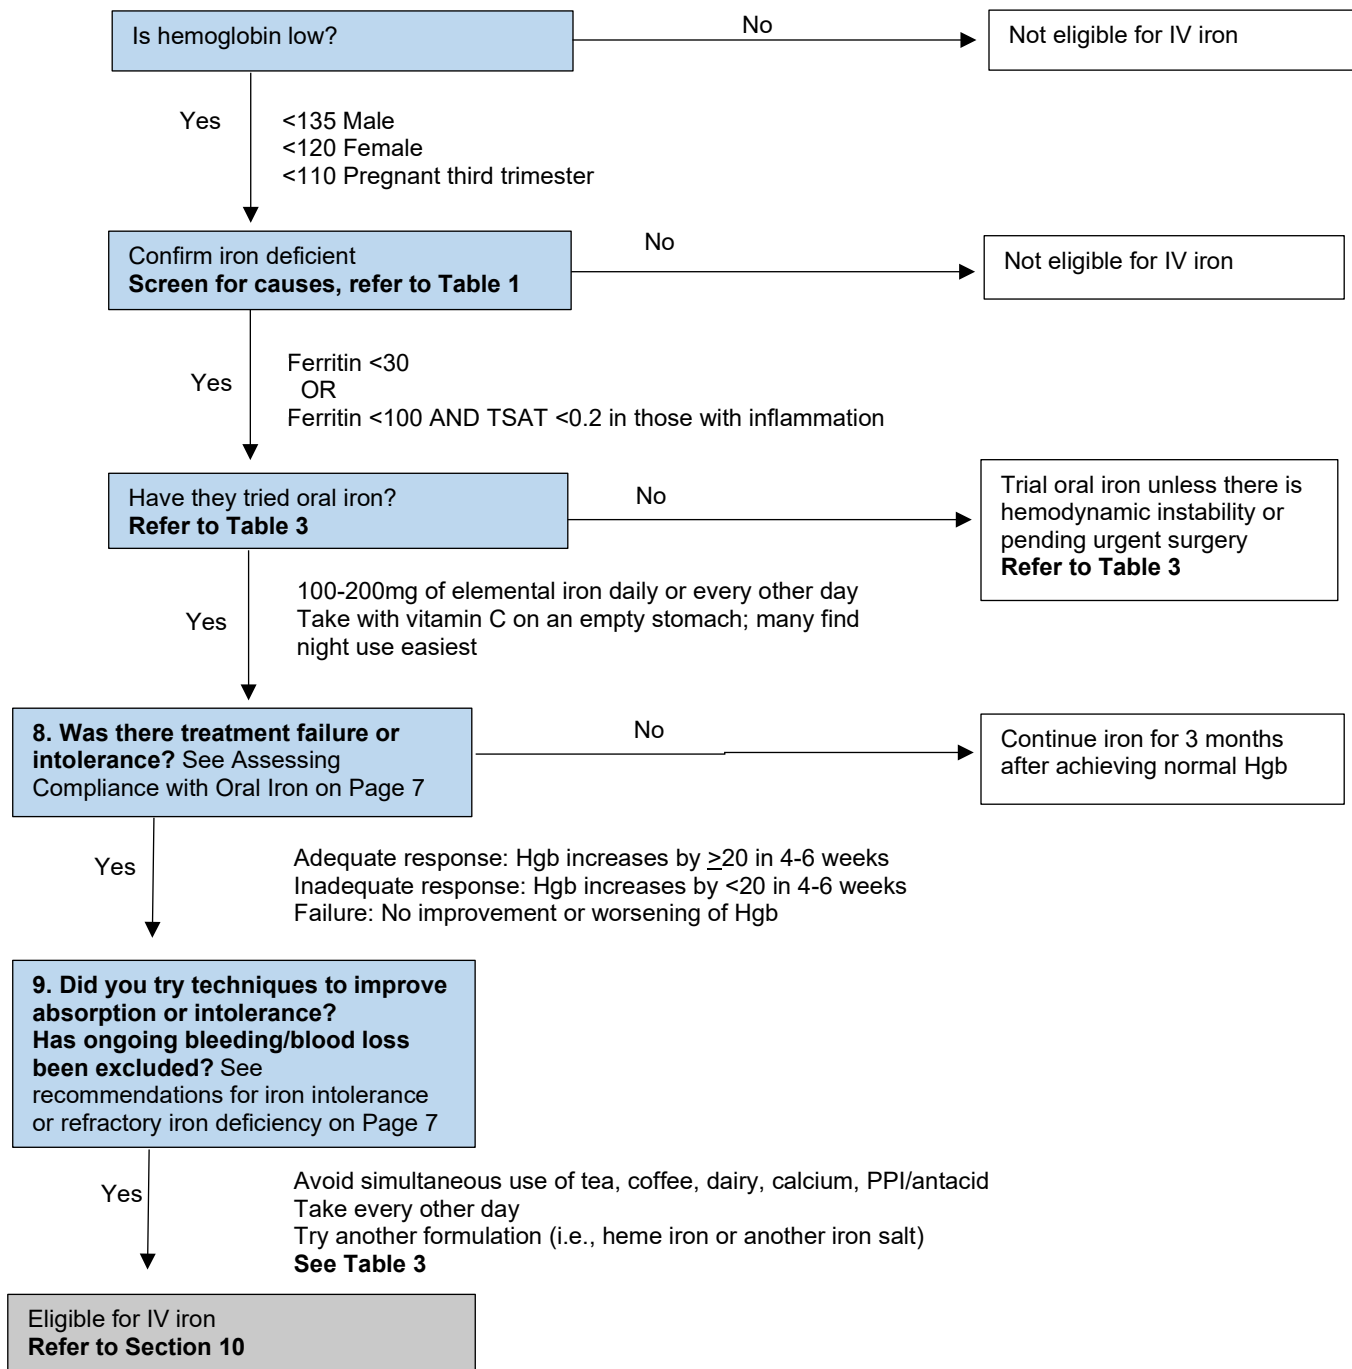 Is hemoglobin low?
No
Not eligible for IV iron
Yes
<135 Male
<120 Female
<110 Pregnant third trimester
Confirm iron deficient
Screen for causes, refer to Table 1
No
Not eligible for IV iron
Yes
Ferritin <30
OR
Ferritin <100 AND TSAT <0.2 in those with inflammation
Have they tried oral iron?
Refer to Table 3
No
Trial oral iron unless there is
hemodynamic instability or
pending urgent surgery
Refer to Table 3
Yes
100-200mg of elemental iron daily or every other day
Take with vitamin C on an empty stomach; many find
night use easiest
8. Was there treatment failure or
intolerance? See Assessing
Compliance with Oral Iron on Page 7
No
Continue iron for 3 months
after achieving normal Hgb
Yes
Adequate response: Hgb increases by ≥20 in 4-6 weeks
Inadequate response: Hgb increases by <20 in 4-6 weeks
Failure: No improvement or worsening of Hgb
9. Did you try techniques to improve
absorption or intolerance?
Has ongoing bleeding/blood loss
been excluded? See
recommendations for iron intolerance
or refractory iron deficiency on Page 7
Yes
Avoid simultaneous use of tea, coffee, dairy, calcium, PPI/antacid
Take every other day
Try another formulation (i.e., heme iron or another iron salt)
See Table 3
Eligible for IV iron
Refer to Section 10